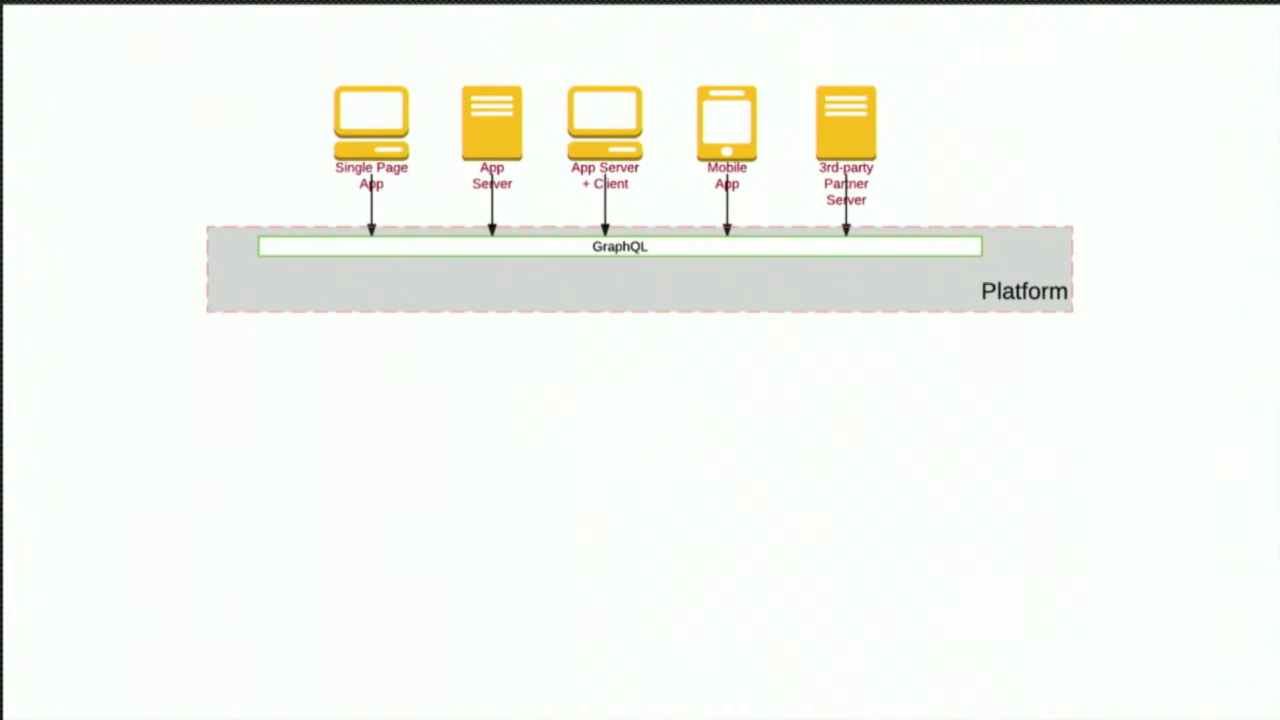 Single Page
App
App
Server
App Server
+ Client
Mobile
App
3rd-party
Partner
Server
GraphQL
Platform